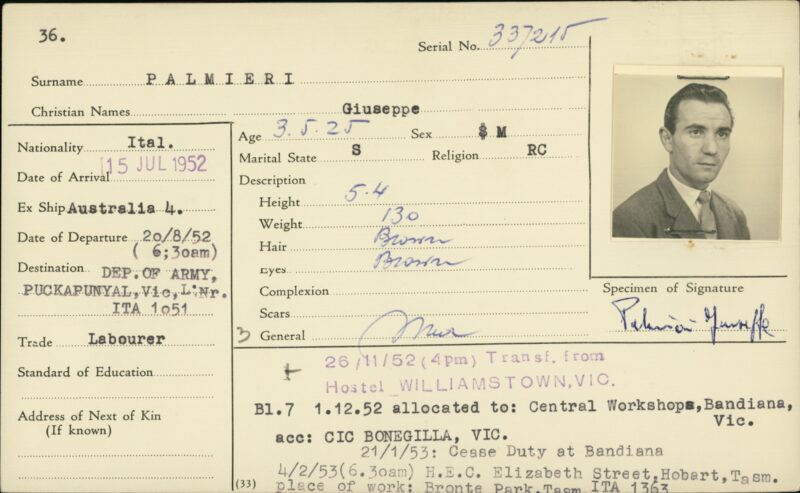 36.
Serial No. 337215
Surname PALMIERI
Christian Names Giuseppe
Nationality Ital.
Date of Arrival 15 JUL 1952
Ex Ship Australia 4.
Date of Departure 20/8/52
( 6;30am)
Destination DEP.OF ARMY,
PUCKAPUNYAL,Vic,L.Nr.
ITA 1051
Trade Labourer
Standard of Education
Address of Next of Kin
(If known)
Age 3.5.25 Sex $ M
Marital State S Religion RC
Description
Height 5.4
Weight 130
Hair Brown
Eyes Brown
Complexion
Scars
3 General
Specimen of Signature
Palmieri Giuseppe
26/11/52(4pm) Transf. from
Hostel WILLIAMSTOWN,VIC.
Bl.7 1.12.52 allocated to: Central Workshops,Bandiana,
Vic.
acc: CIC BONEGILLA, VIC.
21/1/53: Cease Duty at Bandiana
4/2/53(6.30am) H.E.C. Elizabeth Street,Hobart,Tasm.
(33) place of work: Bronte Park,Tasm ITA 1363